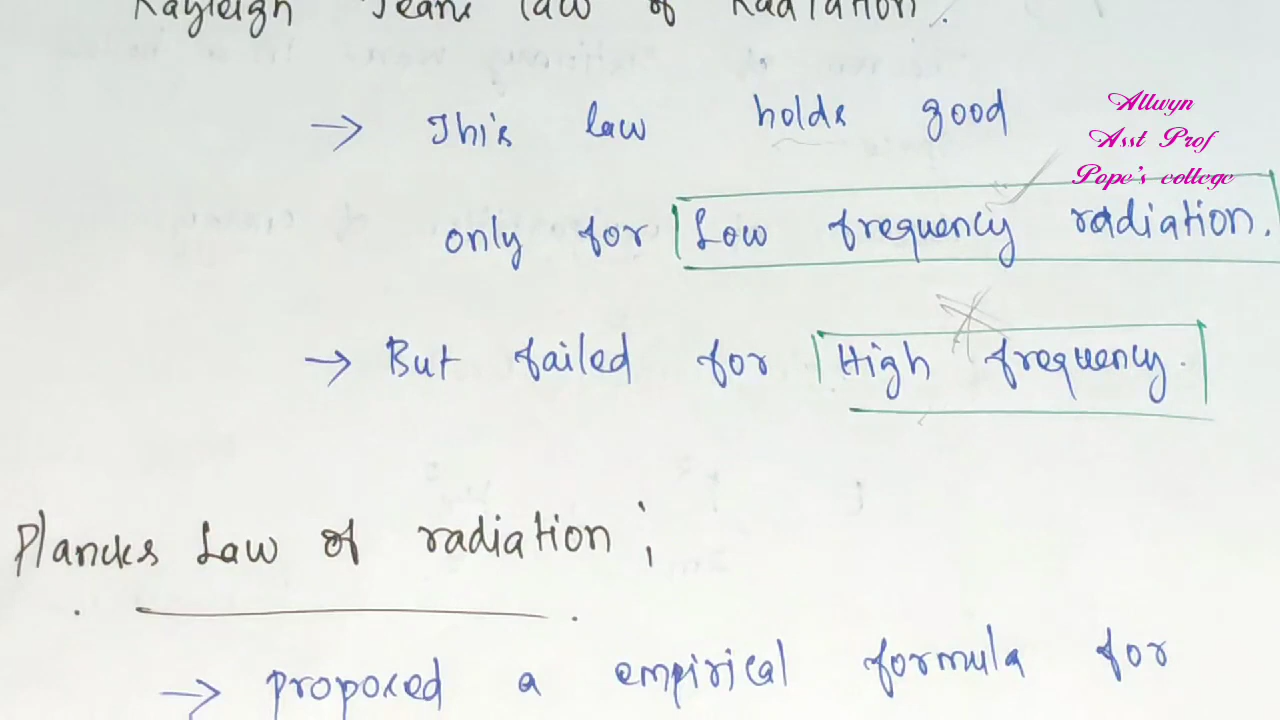 Rayleigh Jeans law of Radiation.
→ This law holds good
Allwyn
Asst Prof
Pope's college
only for Low frequency radiation.
→ But failed for High frequency.
Plancks Law of radiation ;
→ proposed a empirical formula for